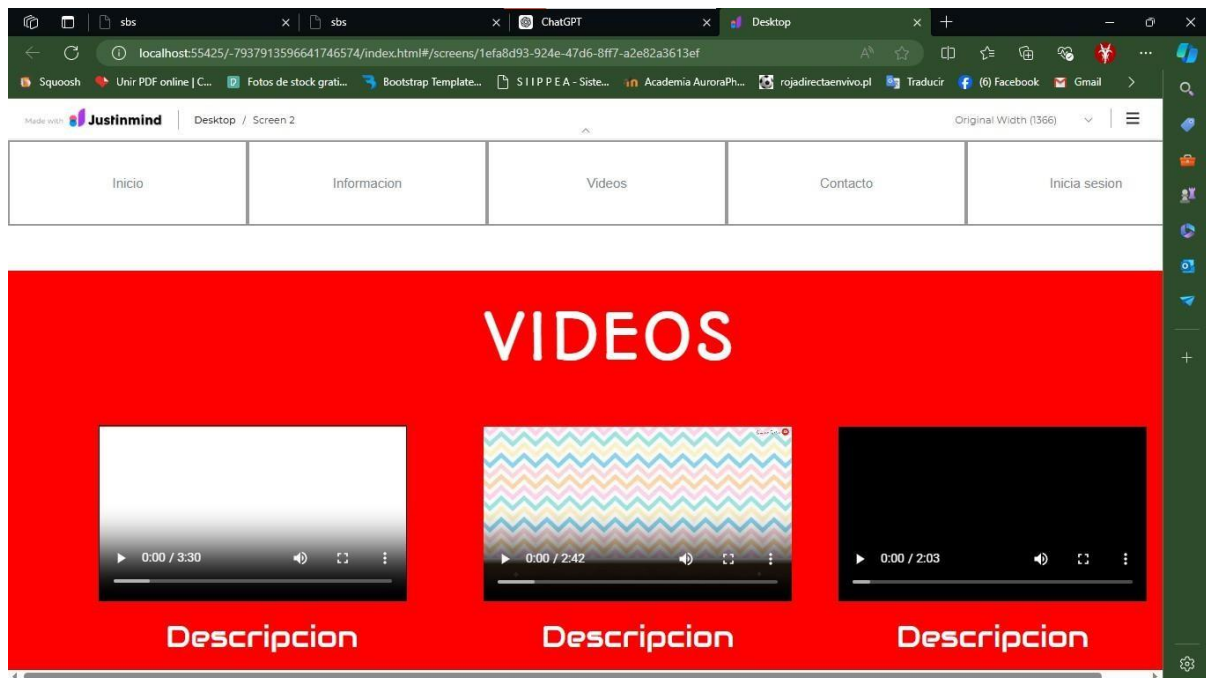 sbs
sbs
ChatGPT
Desktop
localhost:55425/-7937913596641746574/index.html#/screens/1efa8d93-924e-47d6-8ff7-a2e82a3613ef
Squoosh Unir PDF online | C... Fotos de stock grati... Bootstrap Template... S I I P P E A - Siste... Academia AuroraPh... rojadirectaenvivo.pl Traducir (6) Facebook Gmail
Made with Justinmind Desktop / Screen 2 Original Width (1366)
Inicio Informacion Videos Contacto Inicia sesion
VIDEOS
0:00 / 3:30 0:00 / 2:42 0:00 / 2:03
Descripcion Descripcion Descripcion